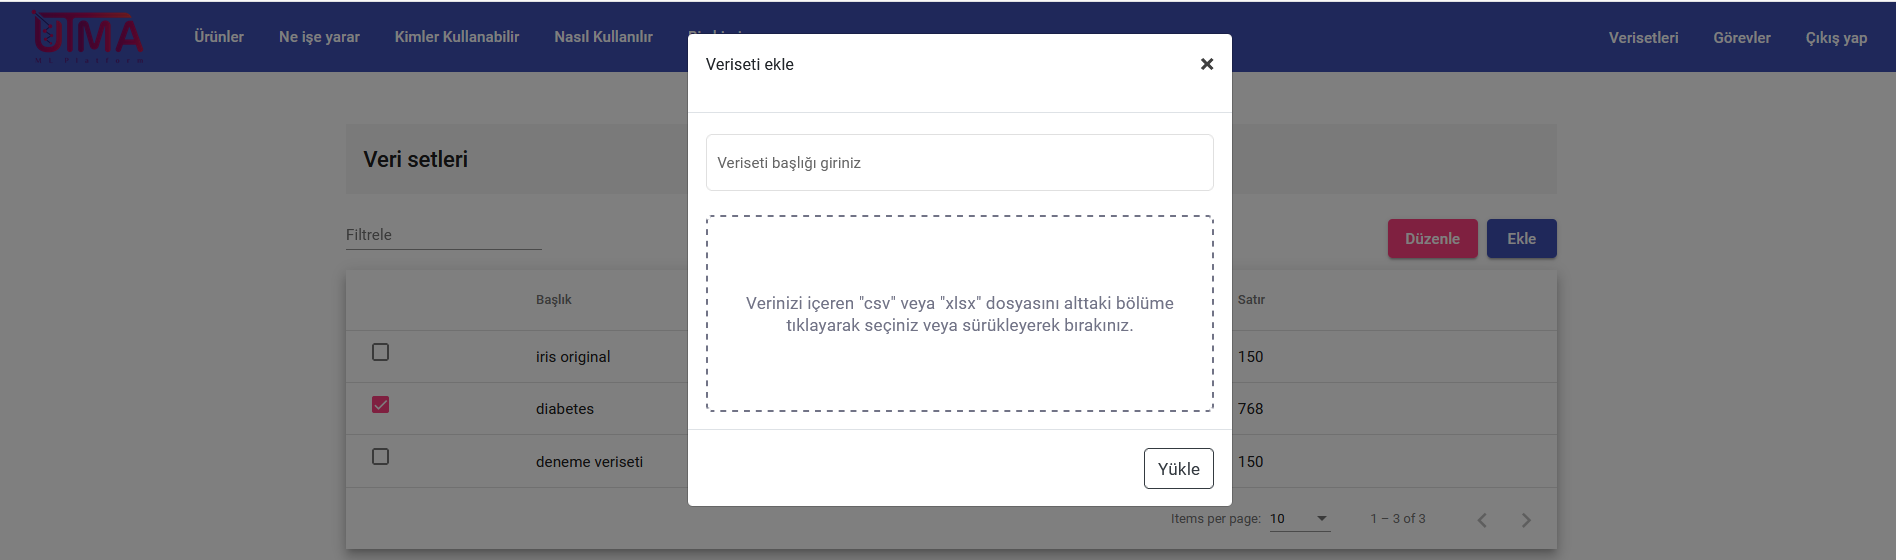 UTMA
Ürünler
Ne işe yarar
Kimler Kullanabilir
Nasıl Kullanılır
Verisetleri
Görevler
Çıkış yap
Veriseti ekle
Veriseti başlığı giriniz
Verinizi içeren "csv" veya "xlsx" dosyasını alttaki bölüme
tıklayarak seçiniz veya sürükleyerek bırakınız.
Yükle
Veri setleri
Filtrele
Düzenle
Ekle
Başlık
Satır
iris original
150
diabetes
768
deneme veriseti
150
Items per page: 10
1 – 3 of 3